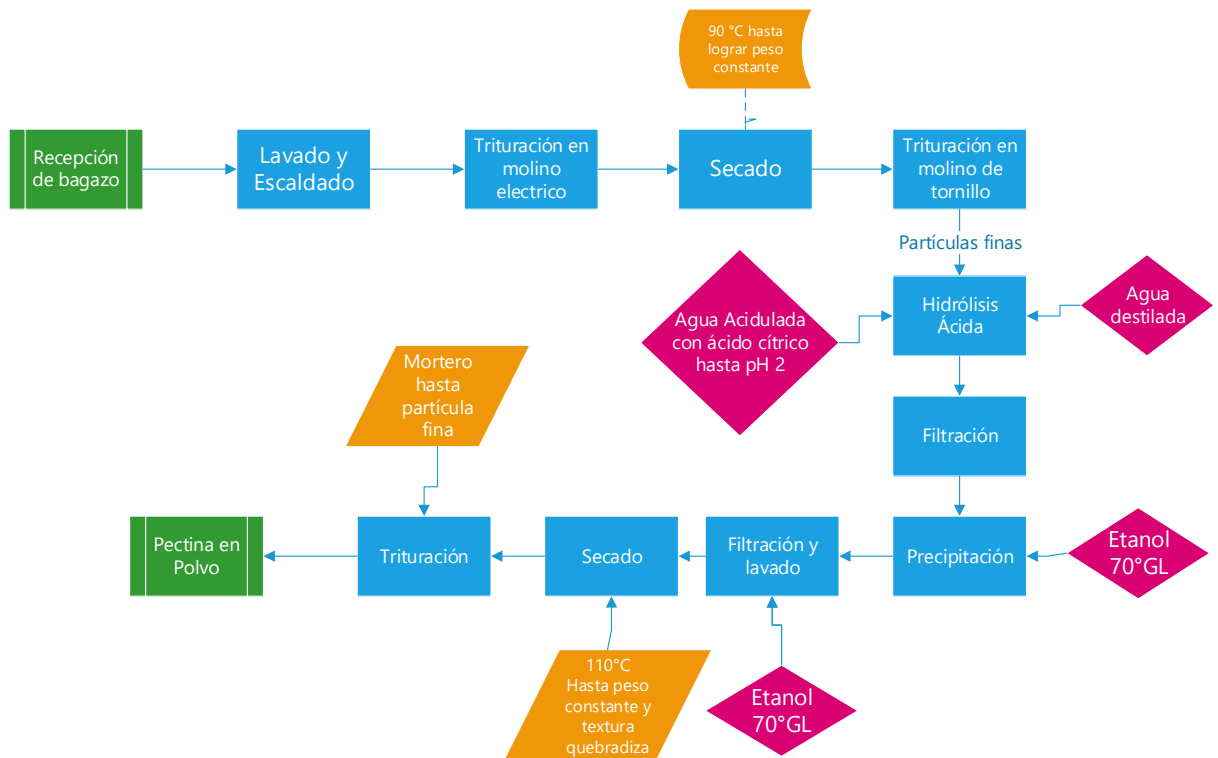 90 °C hasta
lograr peso
constante
Recepción
de bagazo
Lavado y
Escaldado
Trituración en
molino
electrico
Secado
Trituración en
molino de
tornillo
Partículas finas
Agua Acidulada
con ácido cítrico
hasta pH 2
Hidrólisis
Ácida
Agua
destilada
Mortero
hasta
partícula
fina
Filtración
Pectina en
Polvo
Trituración
Secado
Filtración y
lavado
Precipitación
Etanol
70°GL
110°C
Hasta peso
constante y
textura
quebradiza
Etanol
70°GL